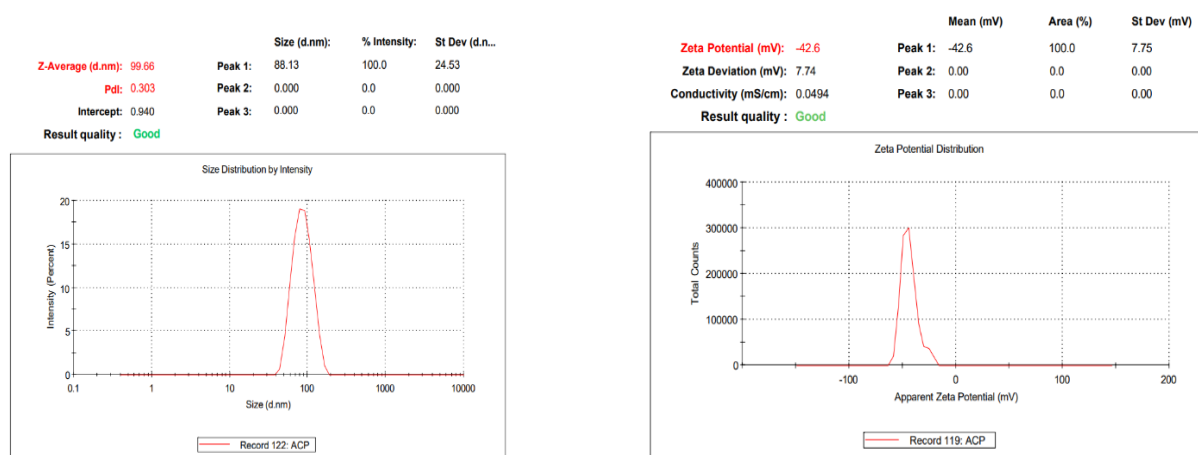 Size (d.nm): % Intensity: St Dev (d.n...
Z-Average (d.nm): 99.66 Peak 1: 88.13 100.0 24.53
PdI: 0.303 Peak 2: 0.000 0.0 0.000
Intercept: 0.940 Peak 3: 0.000 0.0 0.000
Result quality : Good
Size Distribution by Intensity
Intensity (Percent)
20
15
10
5
0
0.1 1 10 100 1000 10000
Size (d.nm)
Record 122: ACP
Mean (mV) Area (%) St Dev (mV)
Zeta Potential (mV): -42.6 Peak 1: -42.6 100.0 7.75
Zeta Deviation (mV): 7.74 Peak 2: 0.00 0.0 0.00
Conductivity (mS/cm): 0.0494 Peak 3: 0.00 0.0 0.00
Result quality : Good
Zeta Potential Distribution
Total Counts
400000
300000
200000
100000
0
-100 0 100 200
Apparent Zeta Potential (mV)
Record 119: ACP